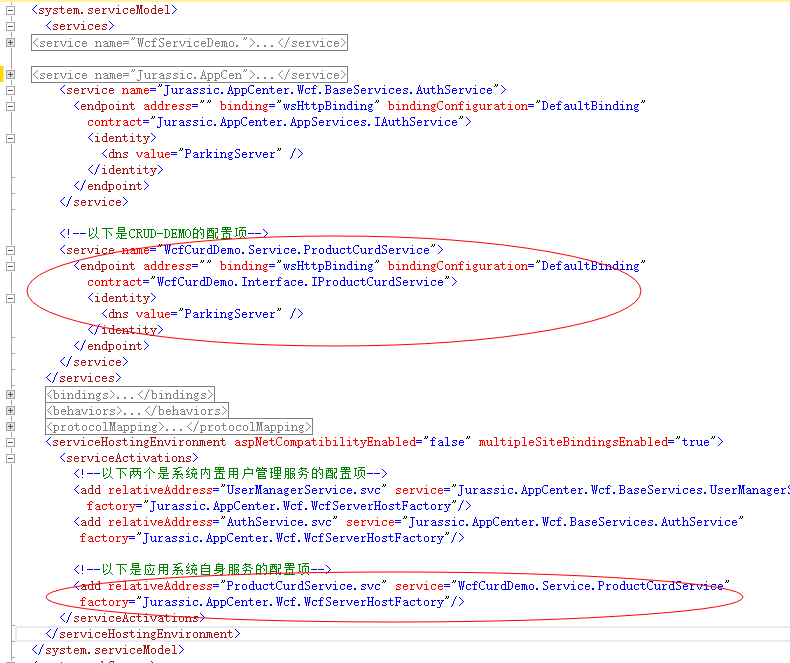 <system.serviceModel>
<services>
<service name="WcfServiceDemo.">...</service>
<service name="Jurassic.AppCen">...</service>
<service name="Jurassic.AppCenter.Wcf.BaseServices.AuthService">
<endpoint address="" binding="wsHttpBinding" bindingConfiguration="DefaultBinding"
contract="Jurassic.AppCenter.AppServices.IAuthService">
<identity>
<dns value="ParkingServer" />
</identity>
</endpoint>
</service>
<!--以下是CRUD-DEMO的配置项-->
<service name="WcfCurdDemo.Service.ProductCurdService">
<endpoint address="" binding="wsHttpBinding" bindingConfiguration="DefaultBinding"
contract="WcfCurdDemo.Interface.IProductCurdService">
<identity>
<dns value="ParkingServer" />
</identity>
</endpoint>
</service>
</services>
<bindings>...</bindings>
<behaviors>...</behaviors>
<protocolMapping>...</protocolMapping>
<serviceHostingEnvironment aspNetCompatibilityEnabled="false" multipleSiteBindingsEnabled="true">
<serviceActivations>
<!--以下两个是系统内置用户管理服务的配置项-->
<add relativeAddress="UserManagerService.svc" service="Jurassic.AppCenter.Wcf.BaseServices.UserManagerS
factory="Jurassic.AppCenter.Wcf.WcfServerHostFactory"/>
<add relativeAddress="AuthService.svc" service="Jurassic.AppCenter.Wcf.BaseServices.AuthService"
factory="Jurassic.AppCenter.Wcf.WcfServerHostFactory"/>
<!--以下是应用系统自身服务的配置项-->
<add relativeAddress="ProductCurdService.svc" service="WcfCurdDemo.Service.ProductCurdService"
factory="Jurassic.AppCenter.Wcf.WcfServerHostFactory"/>
</serviceActivations>
</serviceHostingEnvironment>
</system.serviceModel>